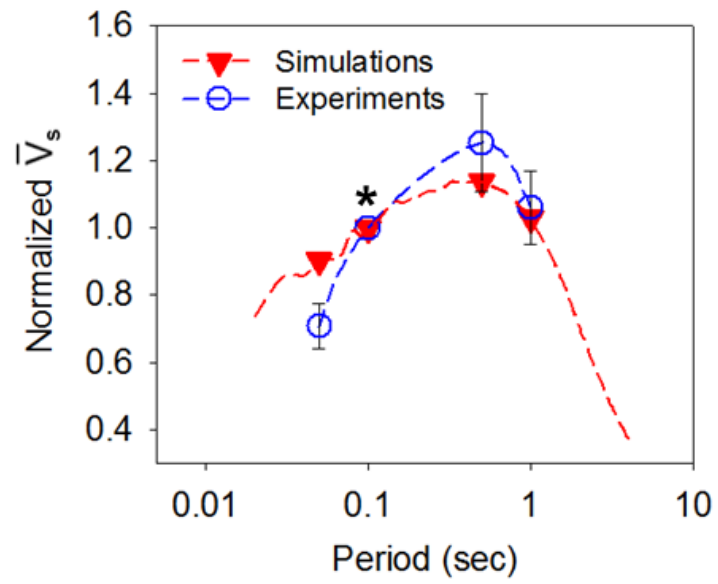 1.6
1.4
1.2
1.0
0.8
0.6
0.4
Normalized V̅s
Simulations
Experiments
*
0.01 0.1 1 10
Period (sec)